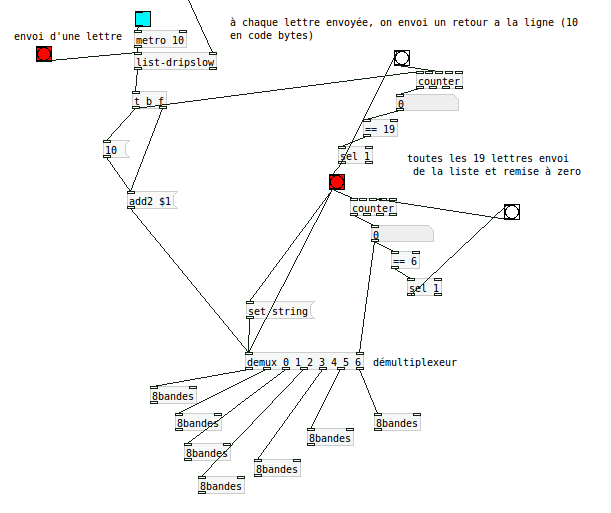 à chaque lettre envoyée, on envoi un retour a la ligne (10
en code bytes)
envoi d'une lettre
metro 10
list-dripslow
counter
t b f
0
== 19
10
sel 1
toutes les 19 lettres envoi
de la liste et remise à zero
add2 $1
counter
0
== 6
sel 1
set string
demux 0 1 2 3 4 5 6
démultiplexeur
8bandes
8bandes
8bandes
8bandes
8bandes
8bandes
8bandes